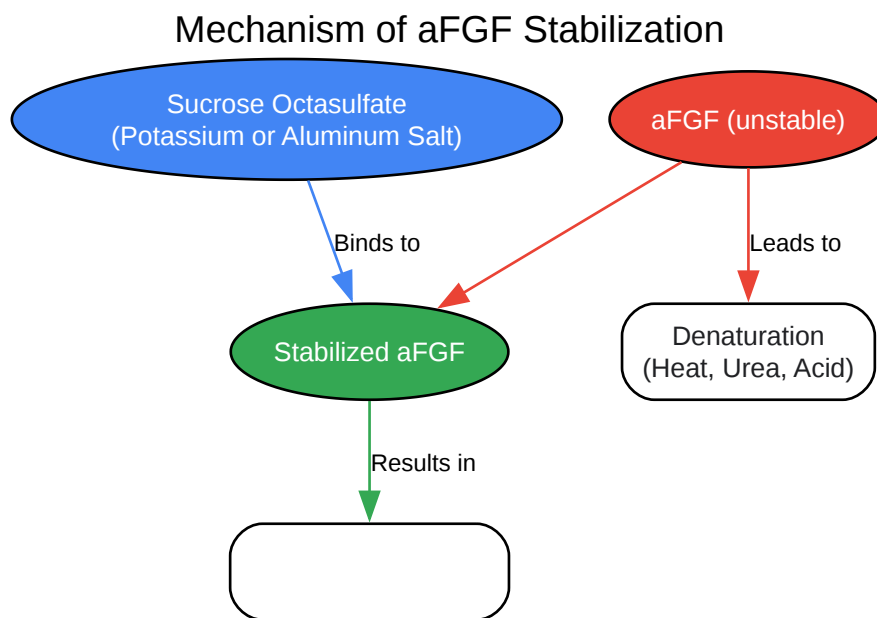 Mechanism of aFGF Stabilization
Sucrose Octasulfate
(Potassium or Aluminum Salt)
aFGF (unstable)
Binds to
Leads to
Stabilized aFGF
Denaturation
(Heat, Urea, Acid)
Results in